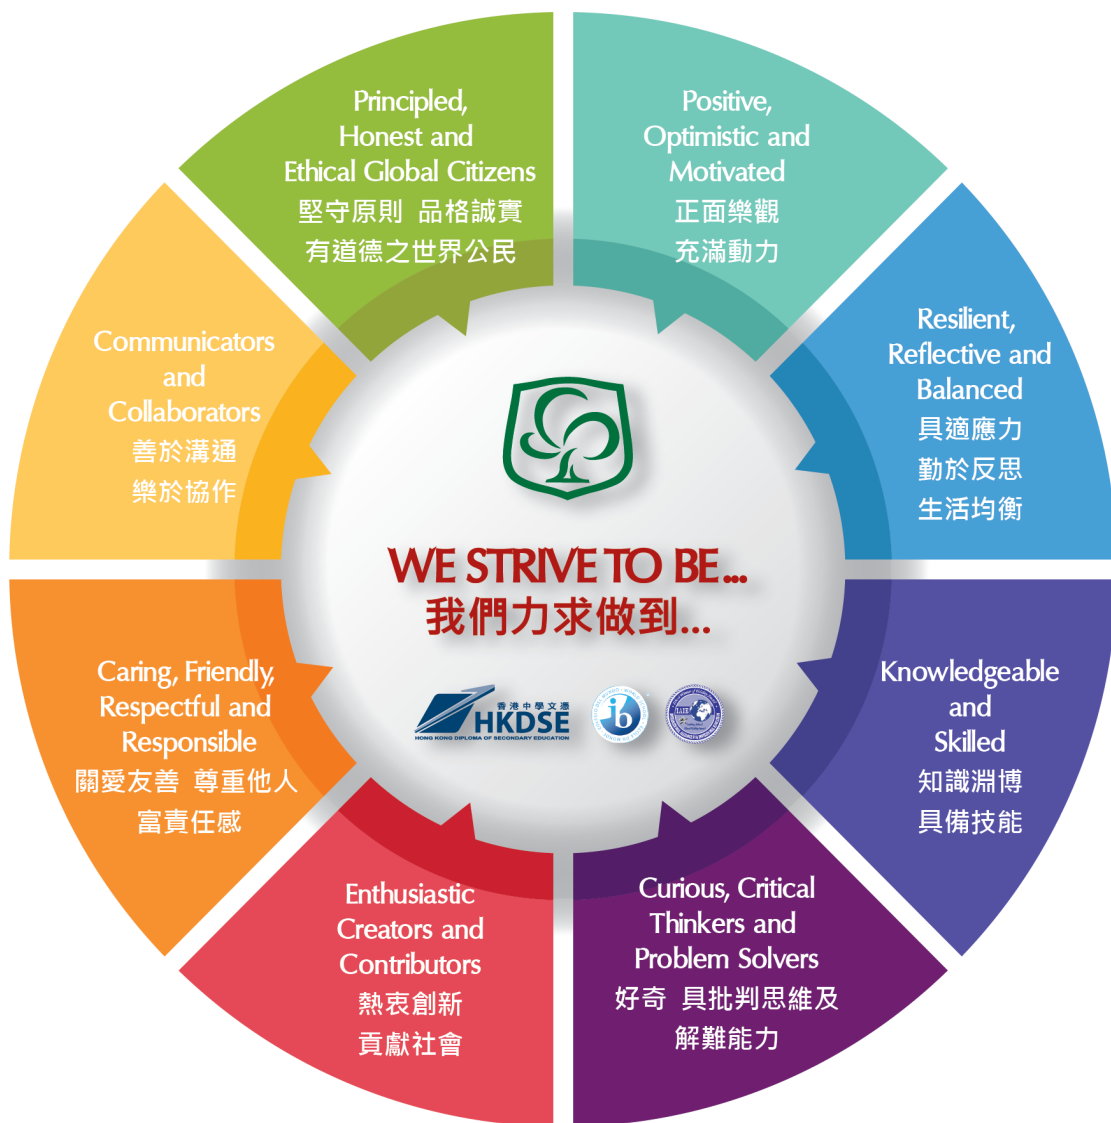 Principled,
Honest and
Ethical Global Citizens
堅守原則 品格誠實
有道德之世界公民
Positive,
Optimistic and
Motivated
正面樂觀
充滿動力
Resilient,
Reflective and
Balanced
具適應力
勤於反思
生活均衡
Knowledgeable
and
Skilled
知識淵博
具備技能
Curious, Critical
Thinkers and
Problem Solvers
好奇 具批判思維及
解難能力
Enthusiastic
Creators and
Contributors
熱衷創新
貢獻社會
Caring, Friendly,
Respectful and
Responsible
關愛友善 尊重他人
富責任感
Communicators
and
Collaborators
善於溝通
樂於協作
WE STRIVE TO BE...
我們力求做到...
香港中學文憑
HKDSE
HONG KONG DIPLOMA OF SECONDARY EDUCATION
ib